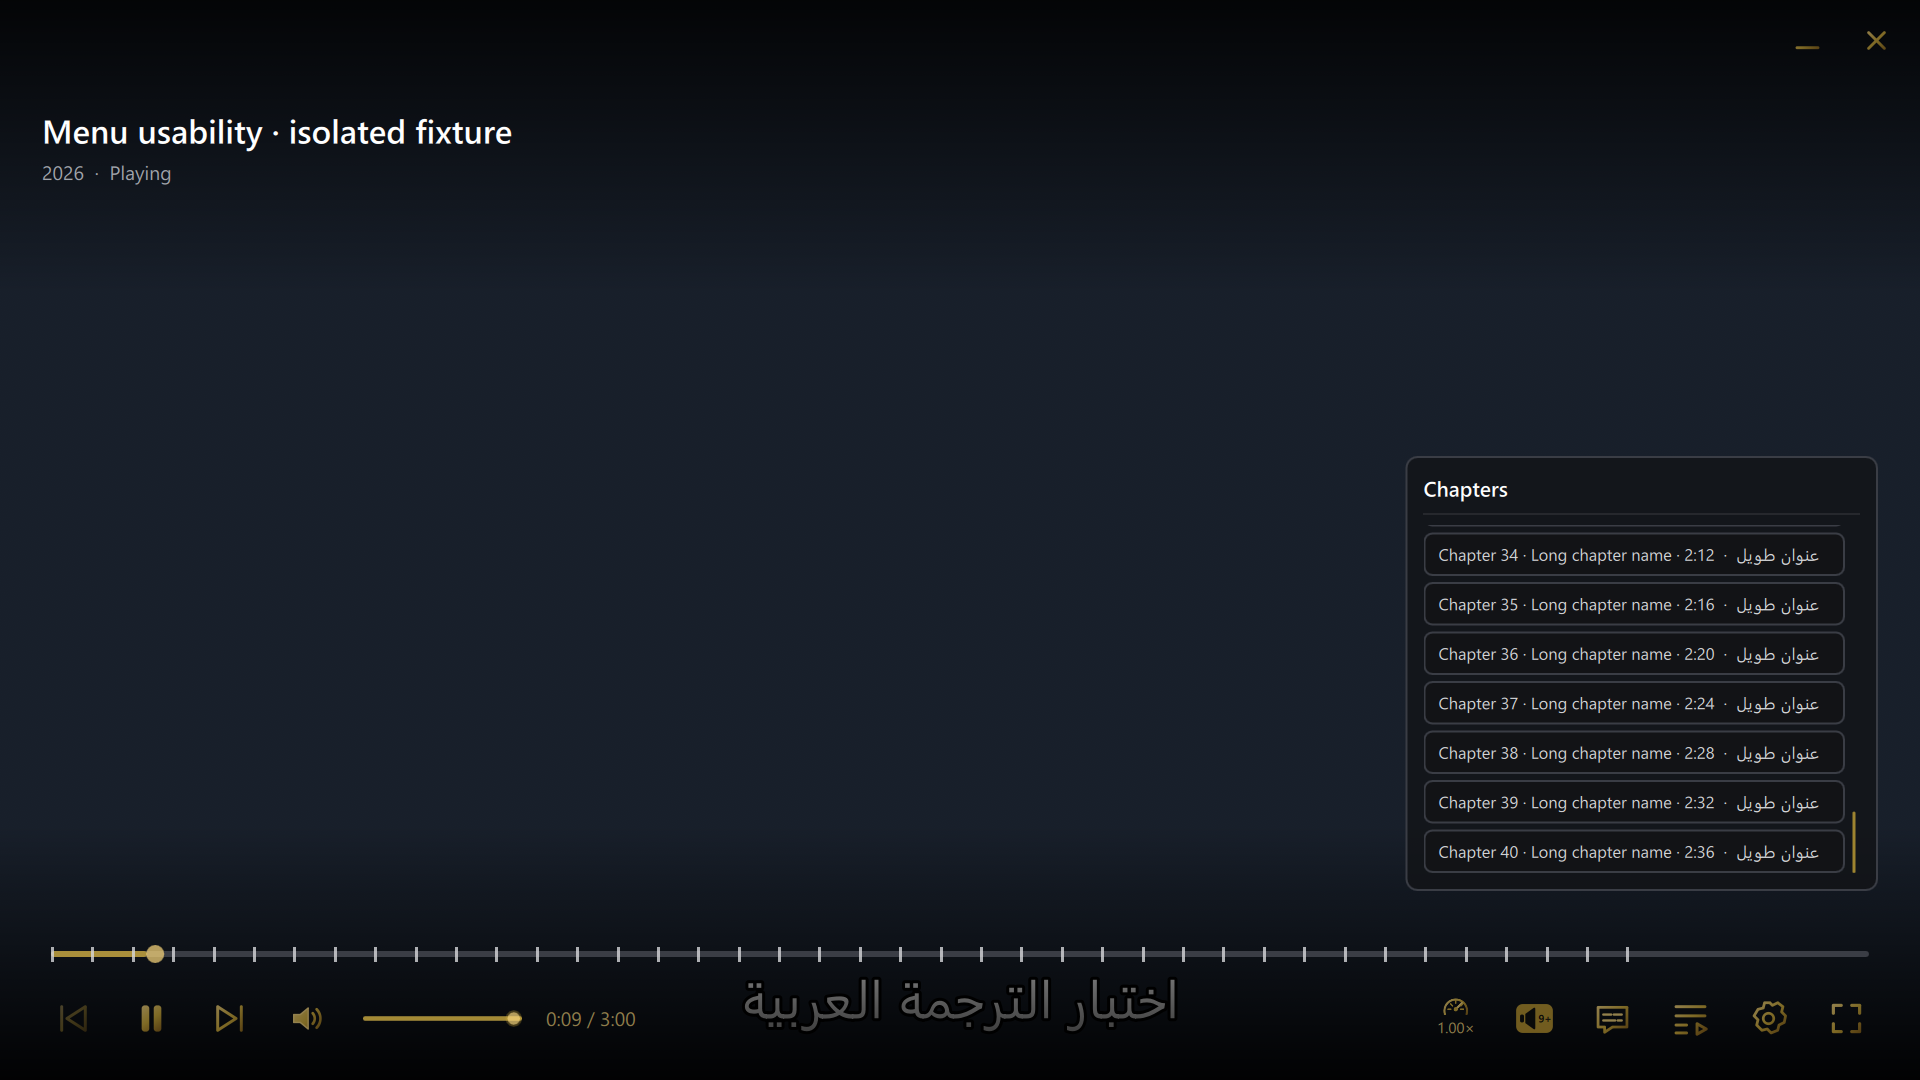 Menu usability · isolated fixture
2026 · Playing
Chapters
Chapter 34 · Long chapter name · 2:12 · عنوان طويل
Chapter 35 · Long chapter name · 2:16 · عنوان طويل
Chapter 36 · Long chapter name · 2:20 · عنوان طويل
Chapter 37 · Long chapter name · 2:24 · عنوان طويل
Chapter 38 · Long chapter name · 2:28 · عنوان طويل
Chapter 39 · Long chapter name · 2:32 · عنوان طويل
Chapter 40 · Long chapter name · 2:36 · عنوان طويل
اختبار الترجمة العربية
0:09 / 3:00
1.00×
9+